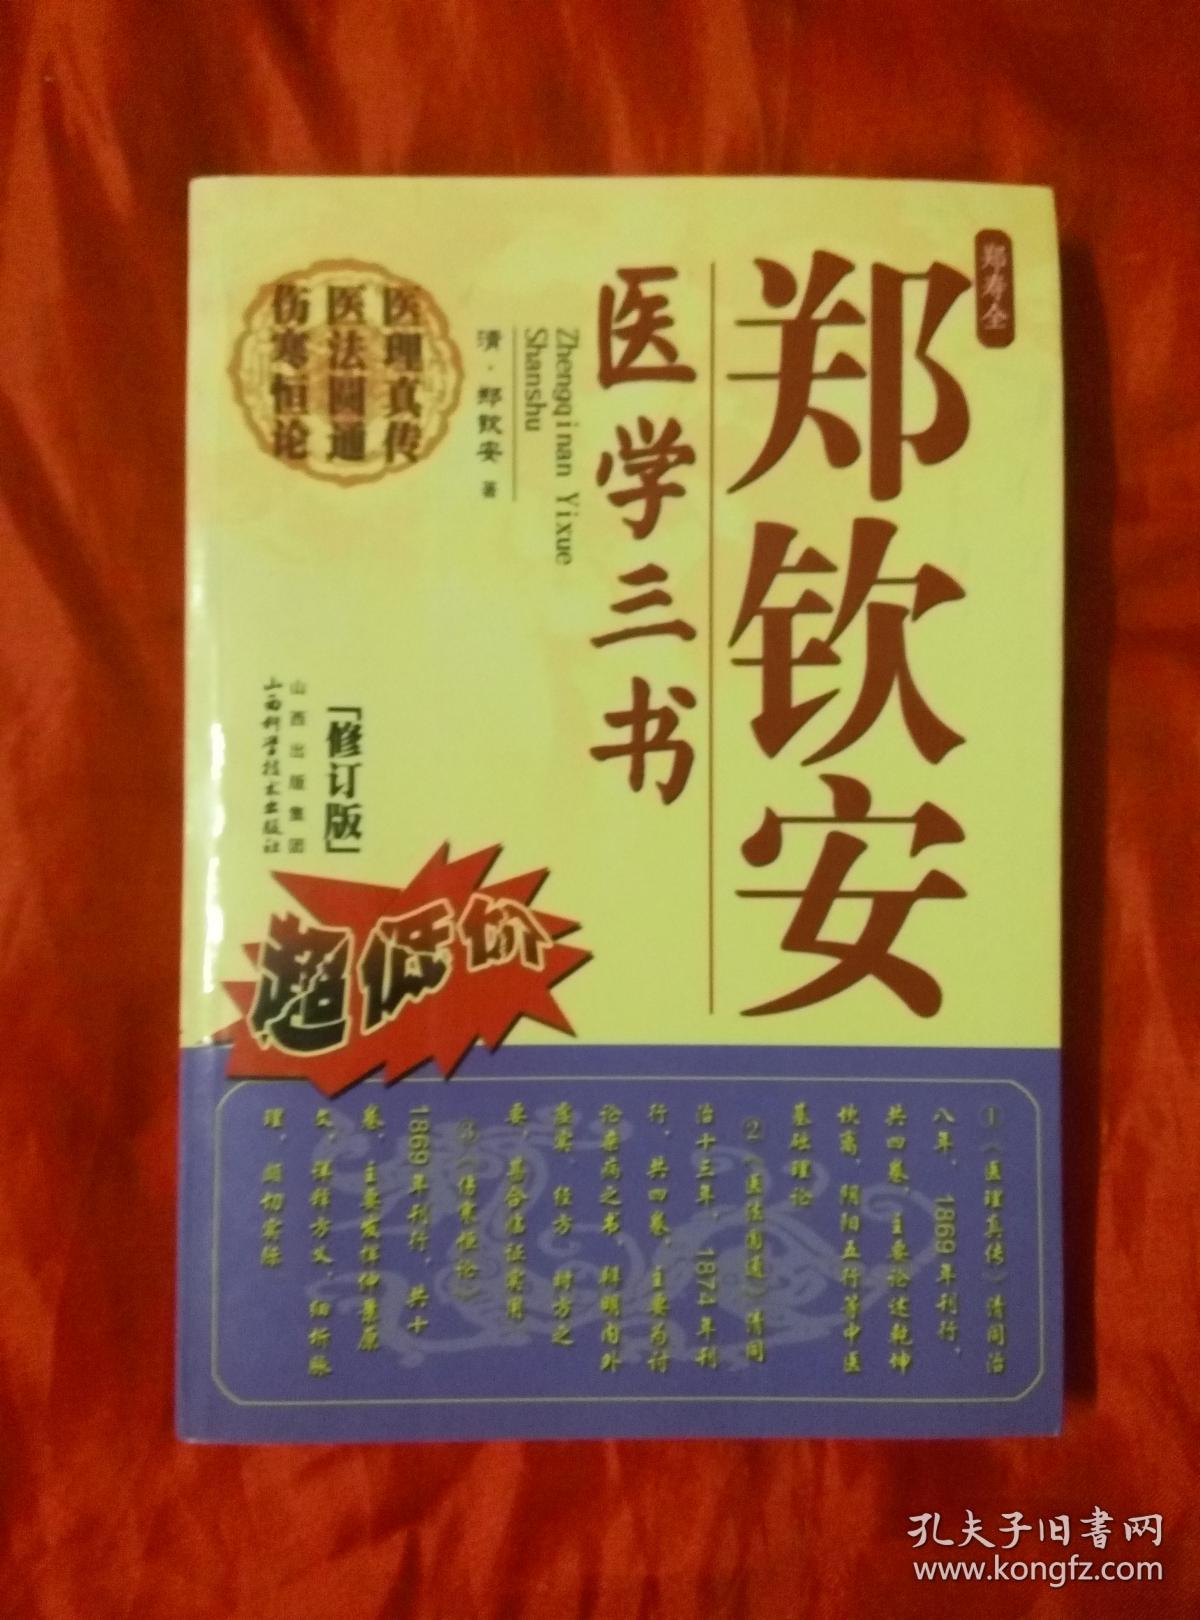 郑寿全
郑钦安
医学三书
Zhengqinan Yixue
Shanshu
清·郑钦安 著
医理真传
医法圆通
伤寒恒论
「修订版」
山西出版集团
山西科学技术出版社
超低价
①《医理真传》清同治
八年，1869年刊行，
共四卷，主要论述乾坤
坎离，阴阳五行等中医
基础理论
②《医法圆通》清同
治十三年，1874年刊
行，共四卷，主要为讨
论杂病之书，辩明内外
虚实，经方 时方之
要，甚合临证实用
③《伤寒恒论》
1869年刊行，共十
卷，主要发挥仲景原
文，详释方义，细析脉
理，颇切实际
孔夫子旧書网
www.kongfz.com